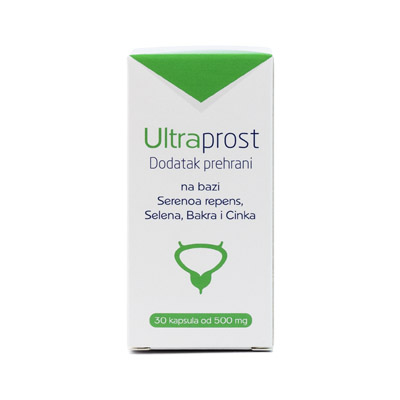 Ultraprost
Dodatak prehrani
na bazi
Serenoa repens,
Selena, Bakra i Cinka
30 kapsula od 500 mg